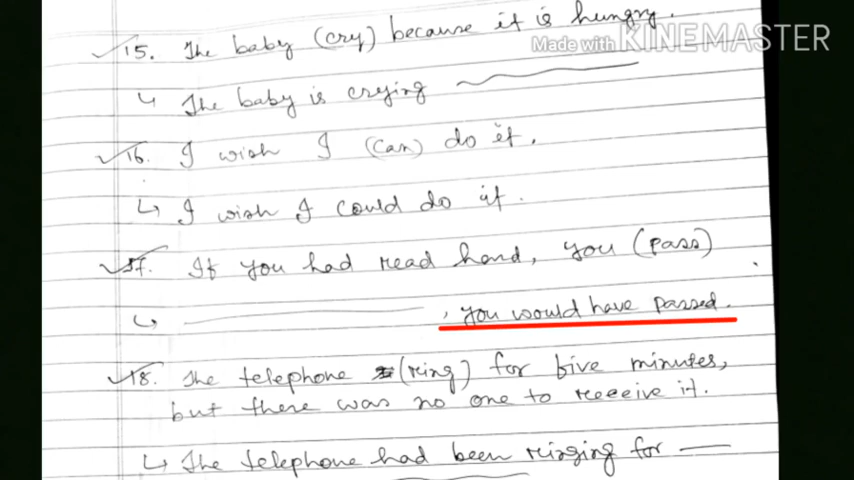 15. The baby (cry) because it is hungry.
Made with KINEMASTER
↳ The baby is crying
16. I wish I (can) do it.
↳ I wish I could do it.
17. If you had read hard, you (pass)
↳ , you would have passed.
18. The telephone (ring) for five minutes,
but there was no one to receive it.
↳ The telephone had been ringing for